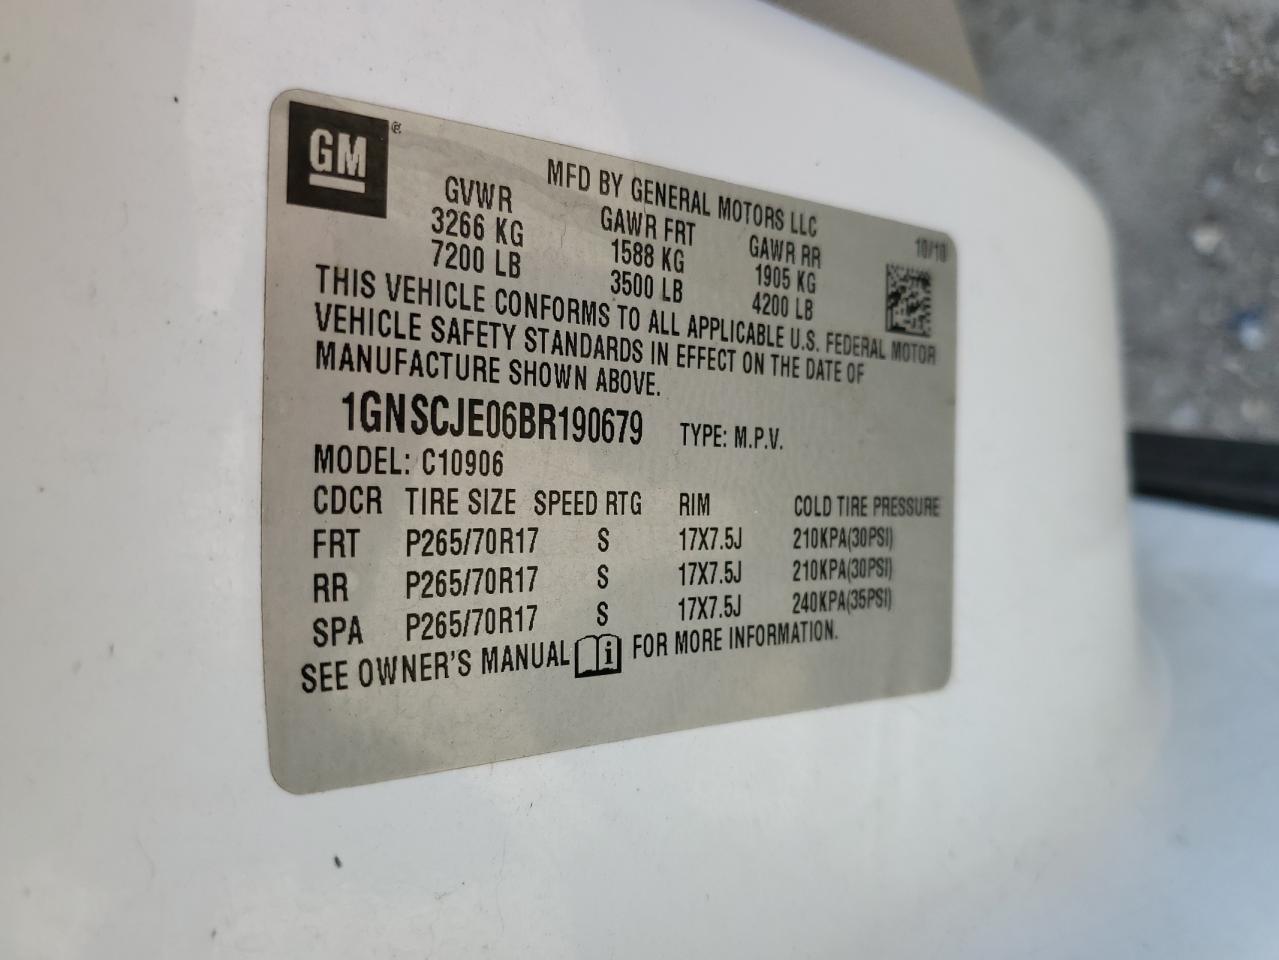 GM
MFD BY GENERAL MOTORS LLC
10/10
GVWR GAWR FRT GAWR RR
3266 KG 1588 KG 1905 KG
7200 LB 3500 LB 4200 LB
THIS VEHICLE CONFORMS TO ALL APPLICABLE U.S. FEDERAL MOTOR
VEHICLE SAFETY STANDARDS IN EFFECT ON THE DATE OF
MANUFACTURE SHOWN ABOVE.
1GNSCJE06BR190679 TYPE: M.P.V.
MODEL: C10906
CDCR TIRE SIZE SPEED RTG RIM COLD TIRE PRESSURE
FRT P265/70R17 S 17X7.5J 210KPA(30PSI)
RR P265/70R17 S 17X7.5J 210KPA(30PSI)
SPA P265/70R17 S 17X7.5J 240KPA(35PSI)
SEE OWNER'S MANUAL i FOR MORE INFORMATION.